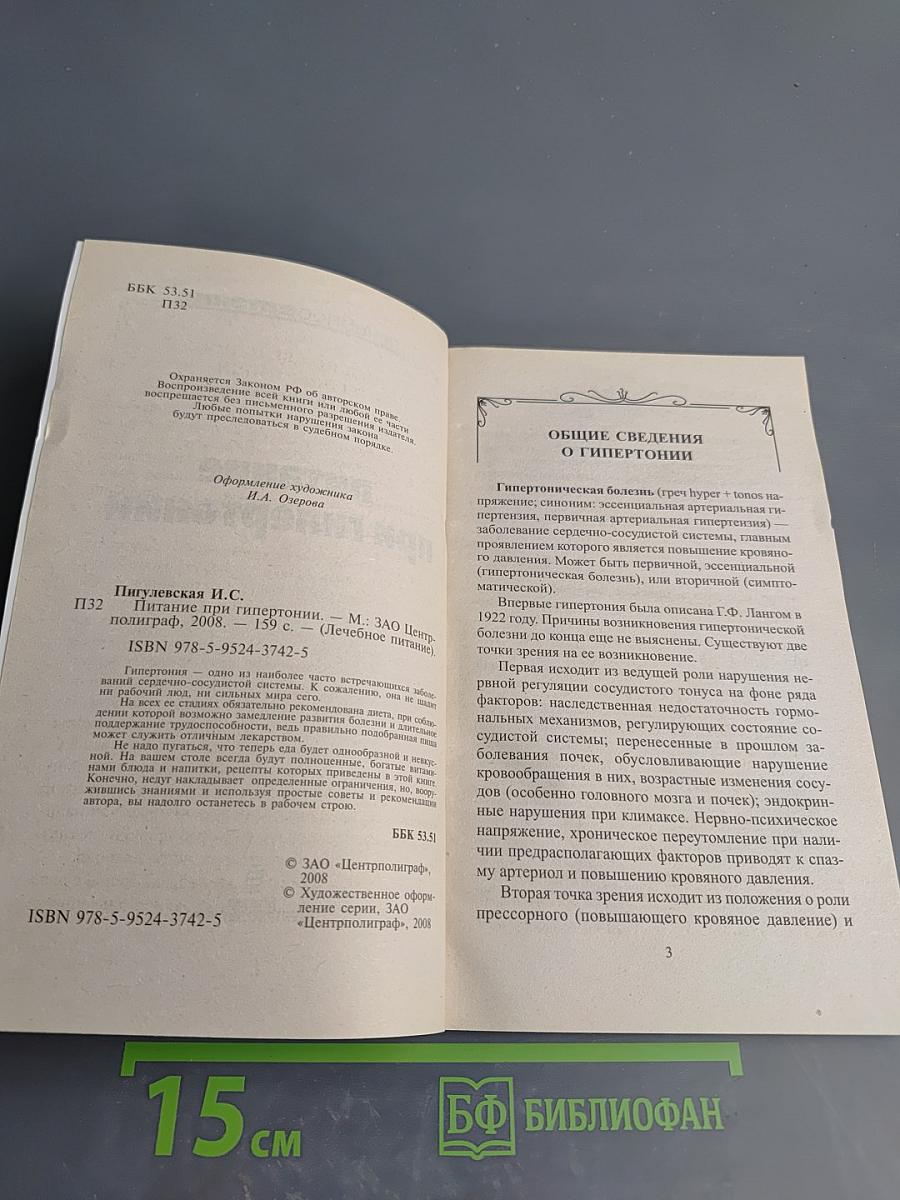 ББК 53.51
П32
Охраняется Законом РФ об авторском праве.
Воспроизведение всей книги или любой ее части
воспрещается без письменного разрешения издателя.
Любые попытки нарушения закона
будут преследоваться в судебном порядке.
Оформление художника
И.А. Озерова
Пигулевская И.С.
П32 Питание при гипертонии. — М.: ЗАО Центр-
полиграф, 2008. — 159 с. — (Лечебное питание).
ISBN 978-5-9524-3742-5
Гипертония — одно из наиболее часто встречающихся заболе-
ваний сердечно-сосудистой системы. К сожалению, она не щадит
ни рабочий люд, ни сильных мира сего.
На всех ее стадиях обязательно рекомендована диета, при соблю-
дении которой возможно замедление развития болезни и длительное
поддержание трудоспособности, ведь правильно подобранная пища
может служить отличным лекарством.
Не надо пугаться, что теперь еда будет однообразной и невкус-
ной. На вашем столе всегда будут полноценные, богатые витами-
нами блюда и напитки, рецепты которых приведены в этой книге.
Конечно, недуг накладывает определенные ограничения, но, воору-
жившись знаниями и используя простые советы и рекомендации
автора, вы надолго останетесь в рабочем строю.
ББК 53.51
© ЗАО «Центрполиграф»,
2008
© Художественное оформ-
ление серии, ЗАО
«Центрполиграф», 2008
ISBN 978-5-9524-3742-5
ОБЩИЕ СВЕДЕНИЯ
О ГИПЕРТОНИИ
Гипертоническая болезнь (греч hyper + tonos на-
пряжение; синоним: эссенциальная артериальная ги-
пертензия, первичная артериальная гипертензия) —
заболевание сердечно-сосудистой системы, главным
проявлением которого является повышение кровяно-
го давления. Может быть первичной, эссенциальной
(гипертоническая болезнь), или вторичной (симпто-
матической).
Впервые гипертония была описана Г.Ф. Лангом в
1922 году. Причины возникновения гипертонической
болезни до конца еще не выяснены. Существуют две
точки зрения на ее возникновение.
Первая исходит из ведущей роли нарушения не-
рвной регуляции сосудистого тонуса на фоне ряда
факторов: наследственная недостаточность гормо-
нальных механизмов, регулирующих состояние со-
судистой системы; перенесенные в прошлом за-
болевания почек, обусловливающие нарушение
кровообращения в них, возрастные изменения сосу-
дов (особенно головного мозга и почек); эндокрин-
ные нарушения при климаксе. Нервно-психическое
напряжение, хроническое переутомление при нали-
чии предрасполагающих факторов приводят к спаз-
му артериол и повышению кровяного давления.
Вторая точка зрения исходит из положения о роли
прессорного (повышающего кровяное давление) и
3
15 см
БФ БИБЛИОФАН